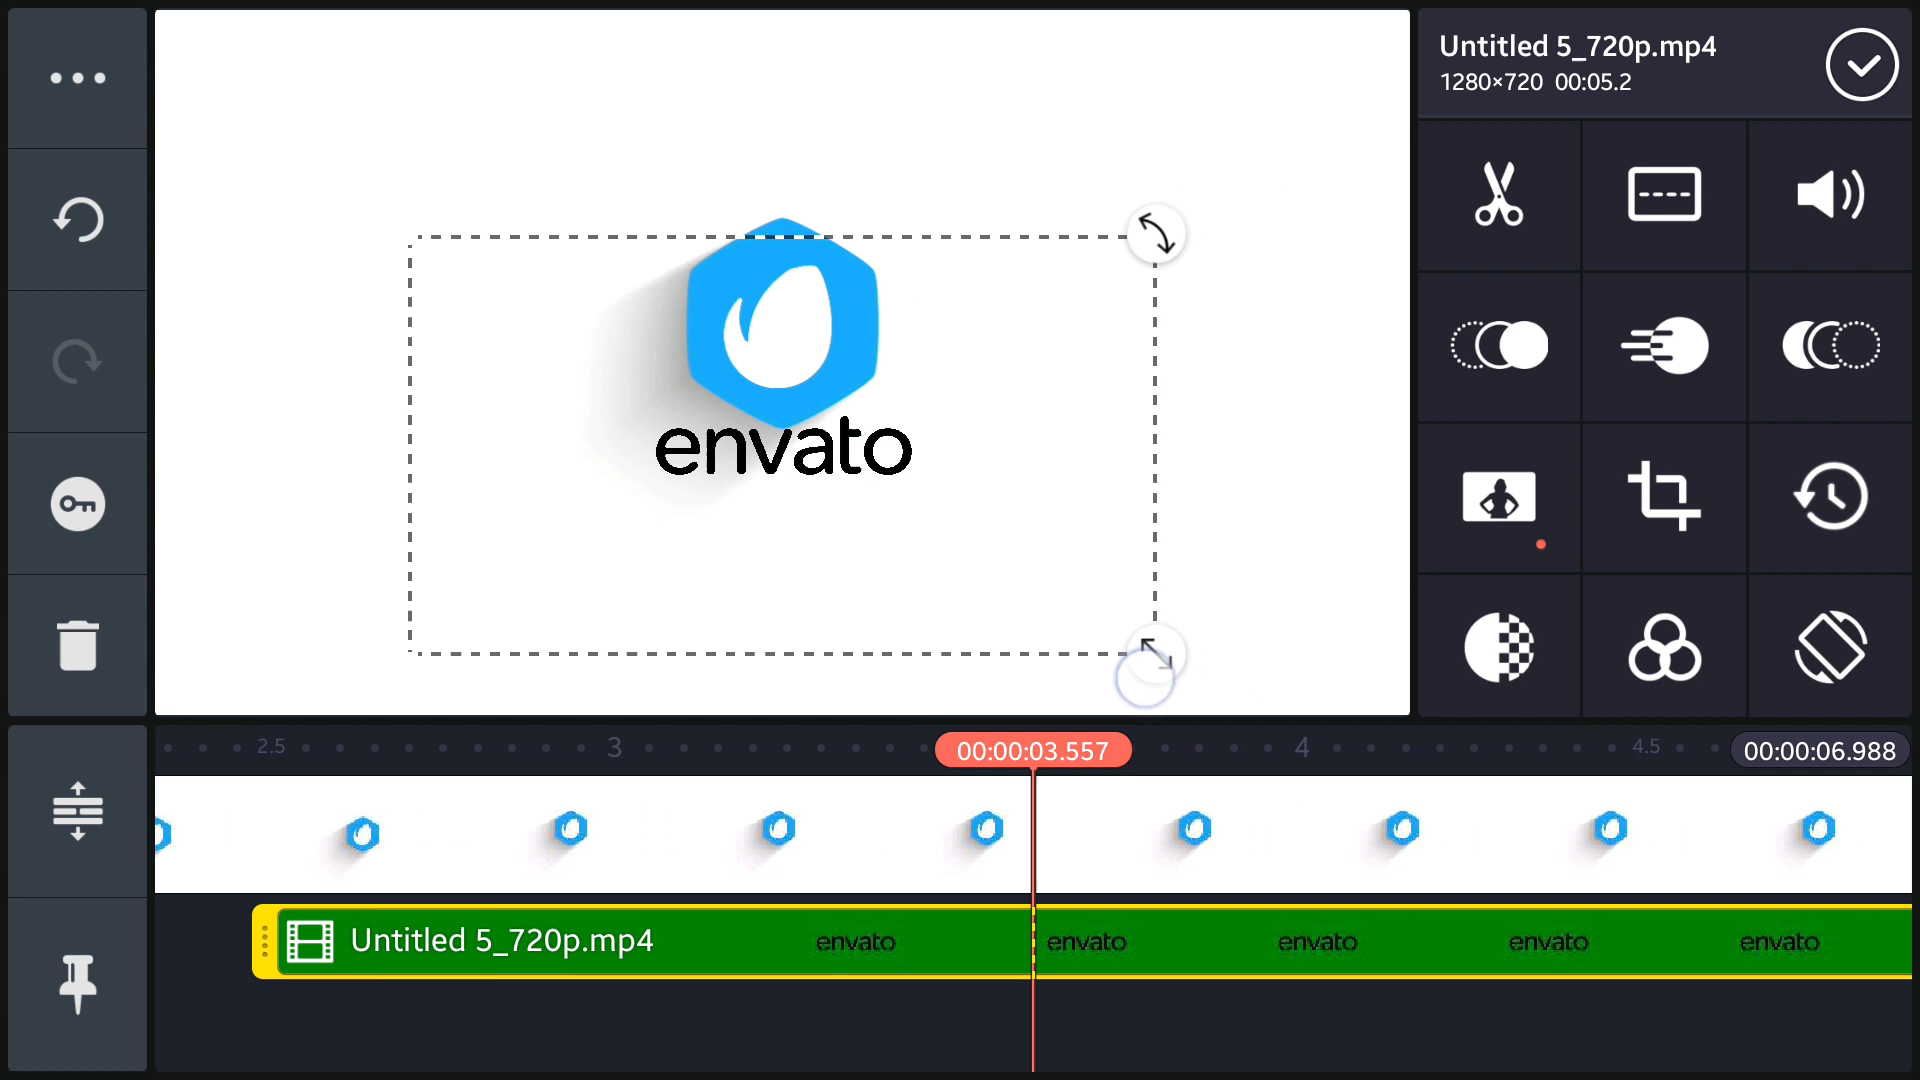 Untitled 5_720p.mp4
1280×720 00:05.2
envato
2.5 3 00:00:03.557 4 4.5 00:00:06.988
Untitled 5_720p.mp4 envato envato envato envato envato